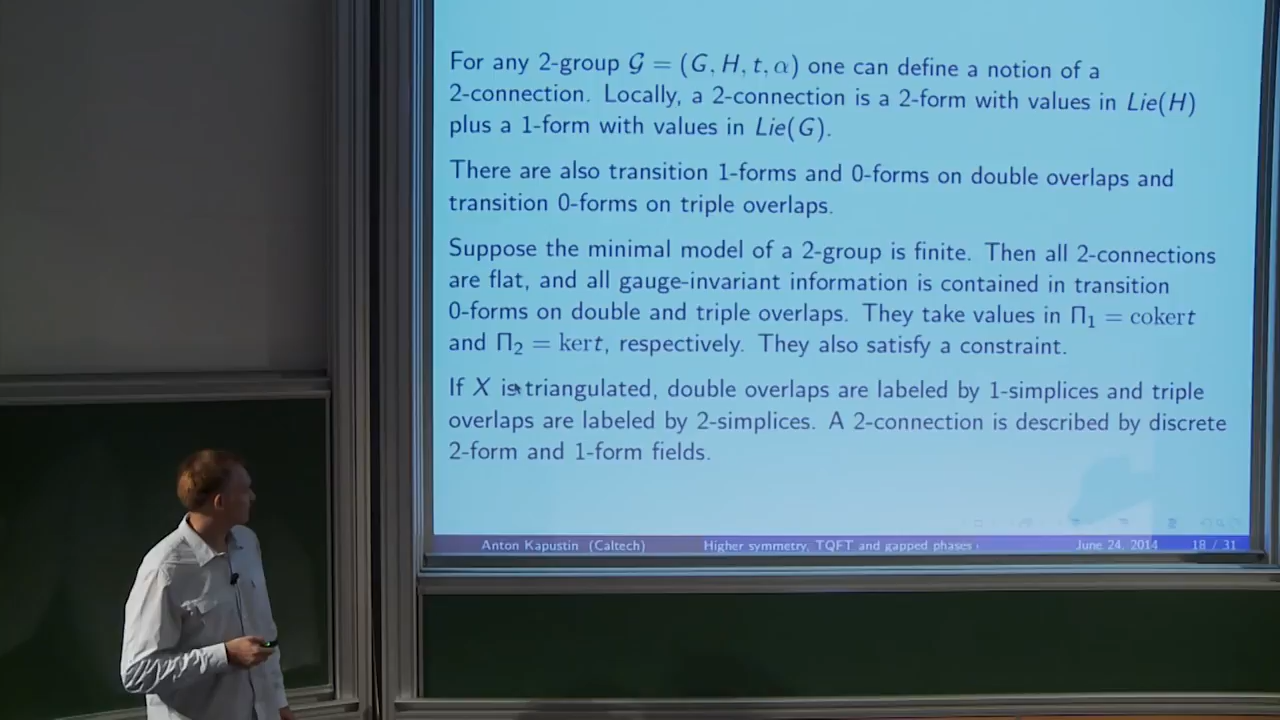 For any 2-group 𝒢 = (G, H, t, α) one can define a notion of a
2-connection. Locally, a 2-connection is a 2-form with values in Lie(H)
plus a 1-form with values in Lie(G).
There are also transition 1-forms and 0-forms on double overlaps and
transition 0-forms on triple overlaps.
Suppose the minimal model of a 2-group is finite. Then all 2-connections
are flat, and all gauge-invariant information is contained in transition
0-forms on double and triple overlaps. They take values in Π₁ = cokert
and Π₂ = kert, respectively. They also satisfy a constraint.
If X is triangulated, double overlaps are labeled by 1-simplices and triple
overlaps are labeled by 2-simplices. A 2-connection is described by discrete
2-form and 1-form fields.
Anton Kapustin (Caltech) Higher symmetry, TQFT and gapped phases June 24, 2014 18 / 31